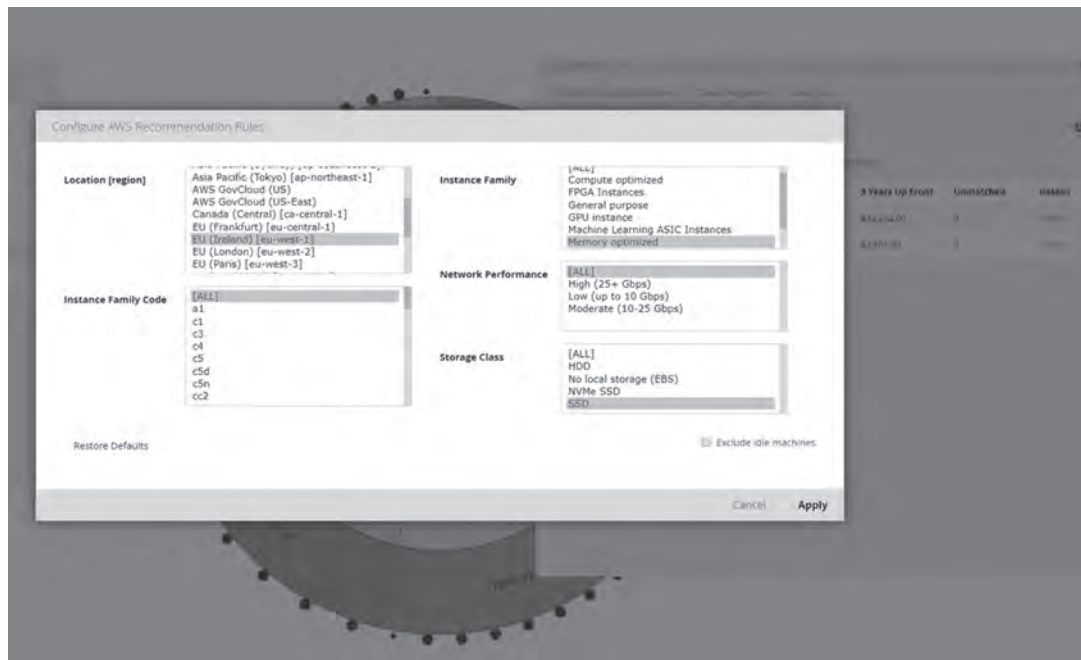 Configure AWS Recommendation Rules
Location [region]
Asia Pacific (Tokyo) [ap-northeast-1]
AWS GovCloud (US)
AWS GovCloud (US-East)
Canada (Central) [ca-central-1]
EU (Frankfurt) [eu-central-1]
EU (Ireland) [eu-west-1]
EU (London) [eu-west-2]
EU (Paris) [eu-west-3]
Instance Family Code
[ALL]
a1
c1
c3
c4
c5
c5d
c5n
cc2
Instance Family
[ALL]
Compute optimized
FPGA Instances
General purpose
GPU instance
Machine Learning ASIC Instances
Memory optimized
Network Performance
[ALL]
High (25+ Gbps)
Low (up to 10 Gbps)
Moderate (10-25 Gbps)
Storage Class
[ALL]
HDD
No local storage (EBS)
NVMe SSD
SSD
Restore Defaults
Exclude idle machines
Cancel
Apply
3 Years Up Front
Unmatched
Details